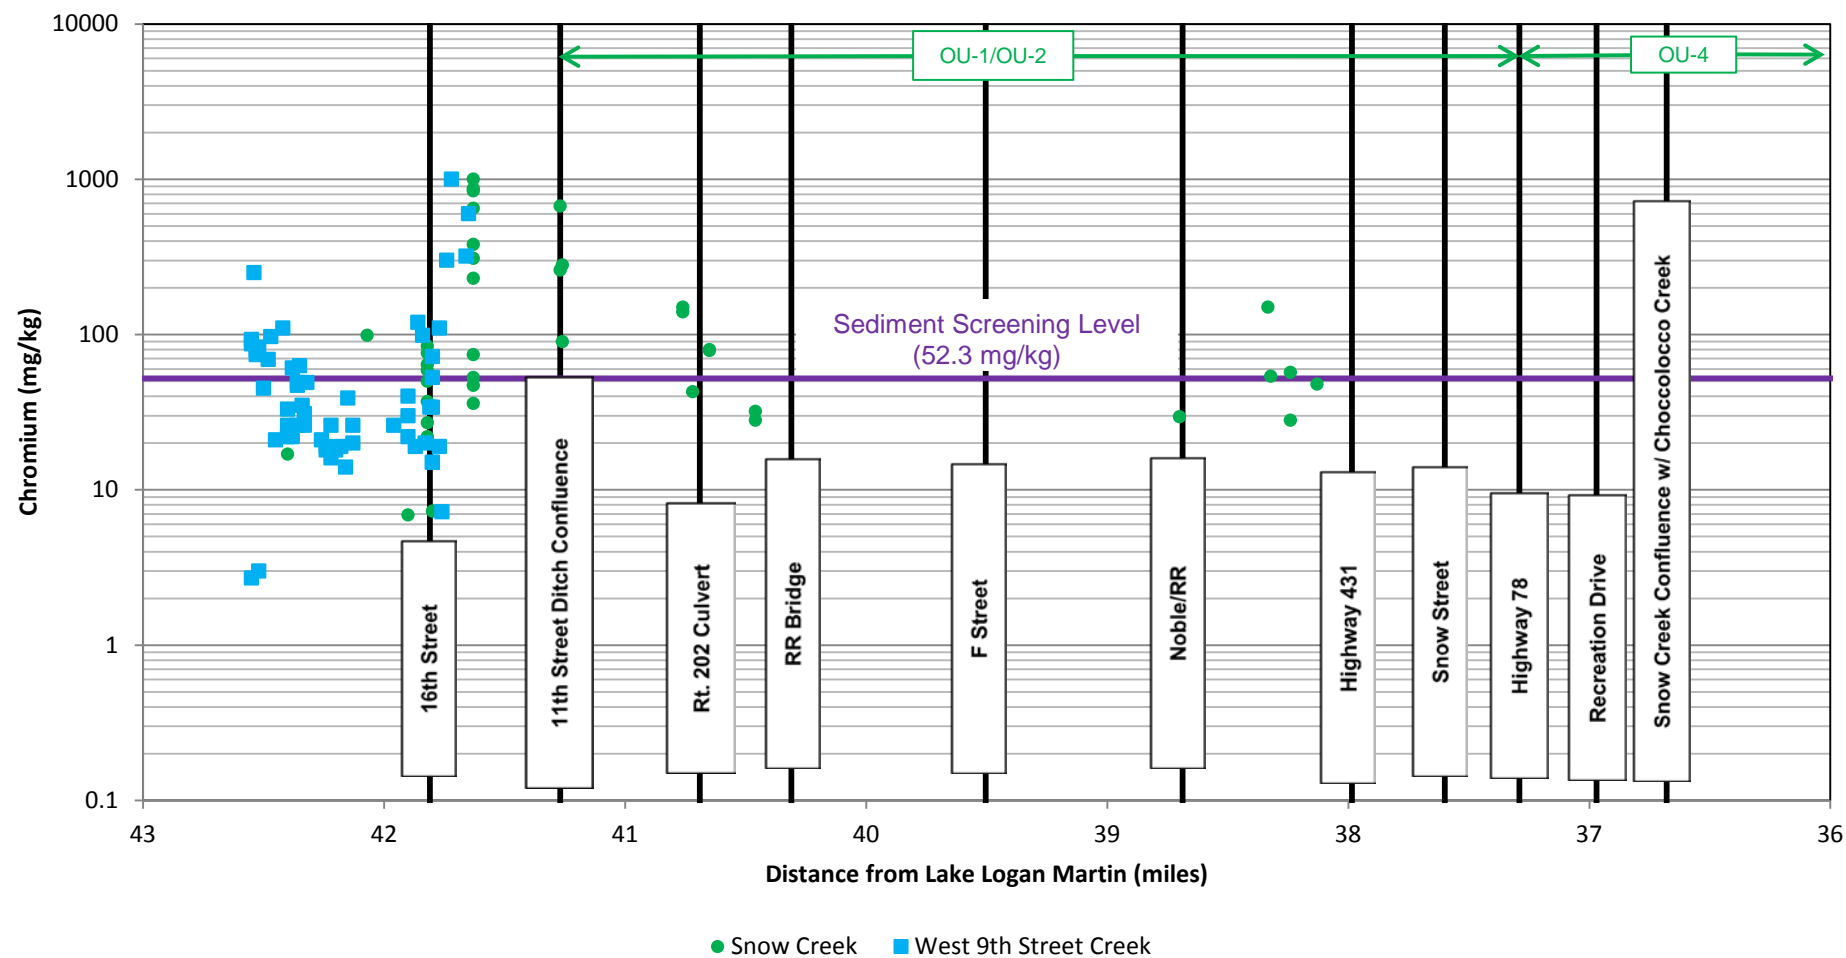 10000
1000
100
10
1
0.1
Chromium (mg/kg)
OU-1/OU-2
OU-4
Sediment Screening Level
(52.3 mg/kg)
16th Street
11th Street Ditch Confluence
Rt. 202 Culvert
RR Bridge
F Street
Noble/RR
Highway 431
Snow Street
Highway 78
Recreation Drive
Snow Creek Confluence w/ Choccolocco Creek
43 42 41 40 39 38 37 36
Distance from Lake Logan Martin (miles)
Snow Creek West 9th Street Creek